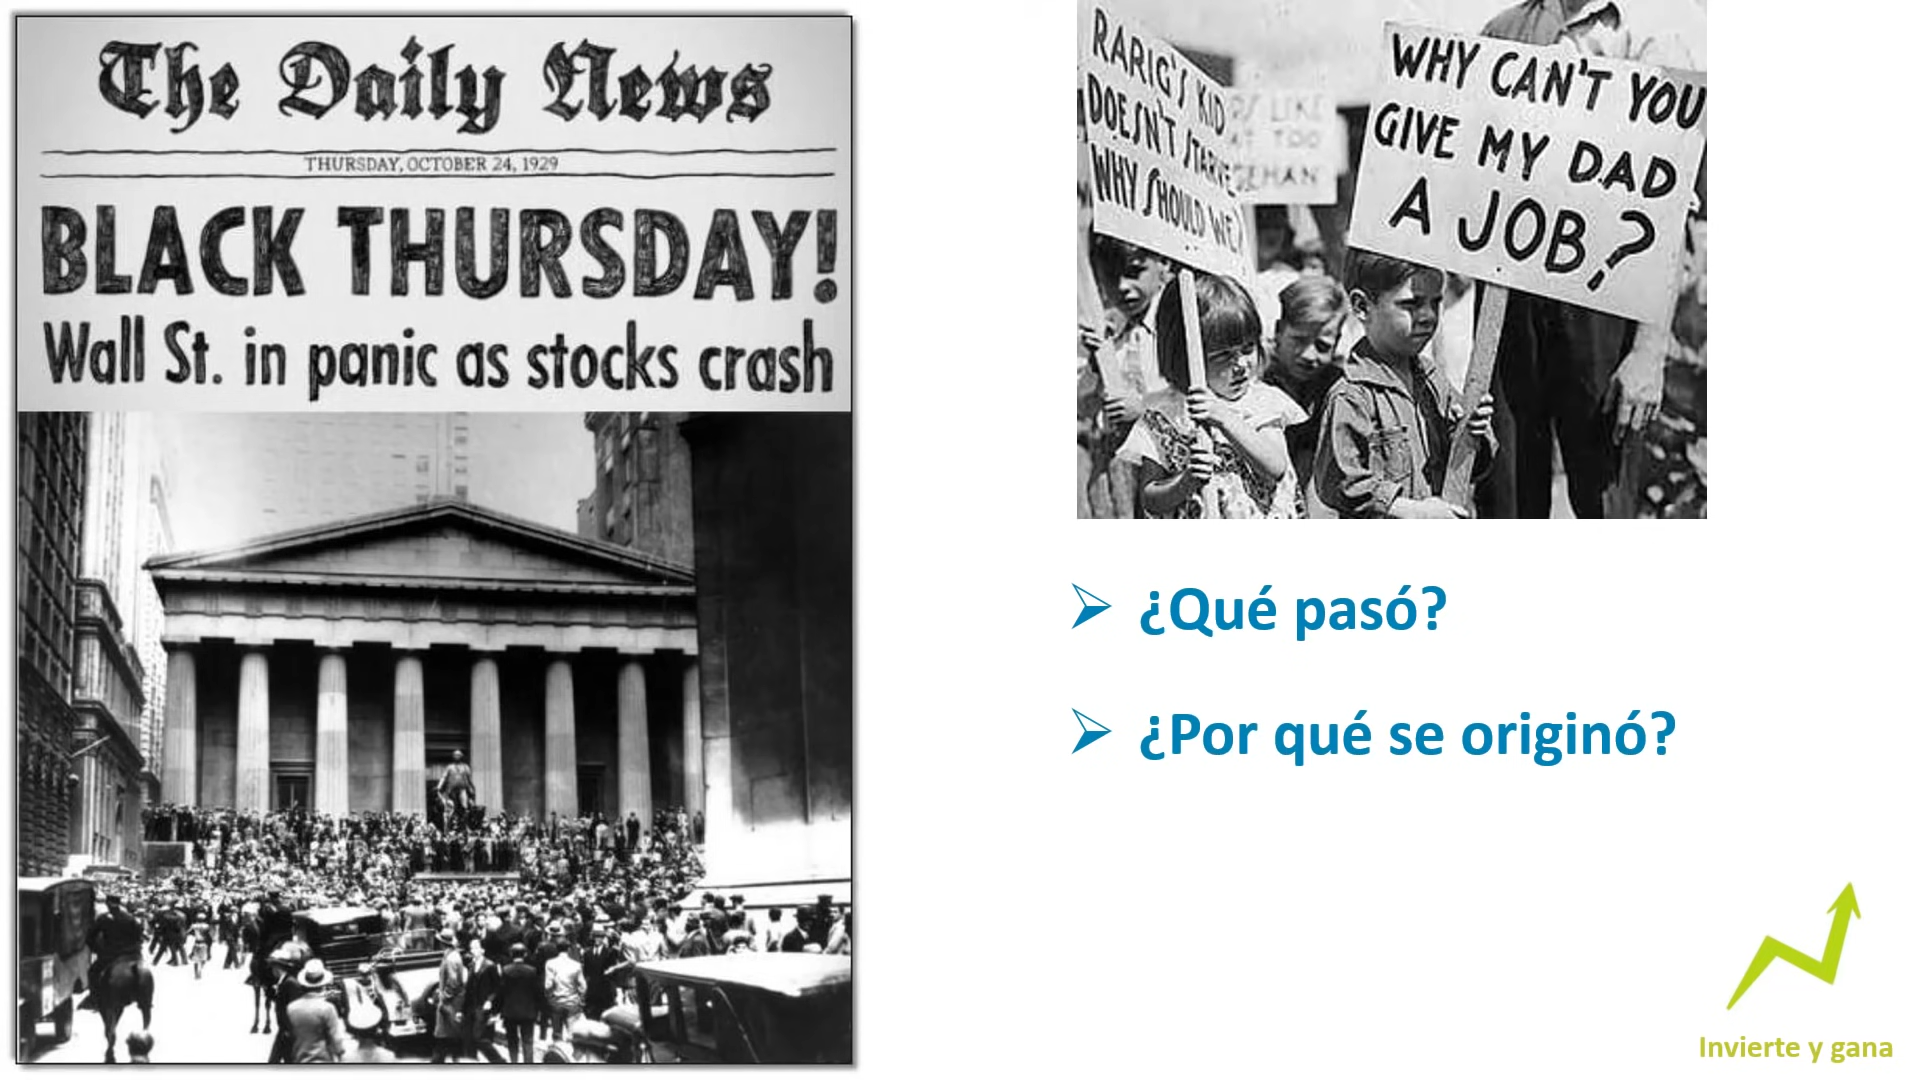 The Daily News
THURSDAY, OCTOBER 24, 1929
BLACK THURSDAY!
Wall St. in panic as stocks crash
RARIG'S KID
DOESN'T STARVE
WHY SHOULD WE?
LIKE
TOO
WHY CAN'T YOU
GIVE MY DAD
A JOB?
¿Qué pasó?
¿Por qué se originó?
Invierte y gana